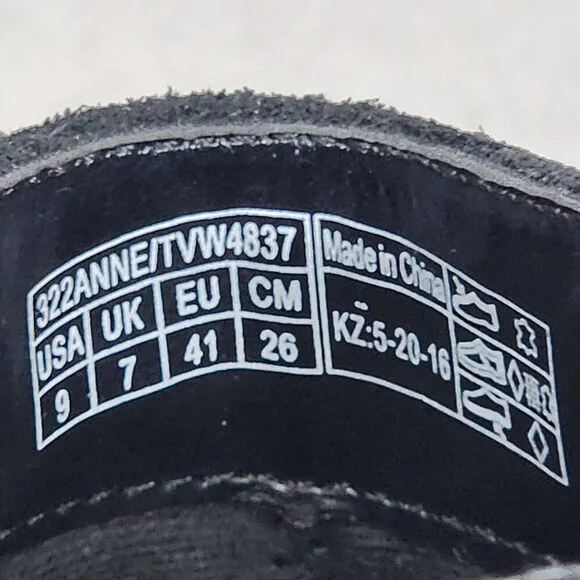 322ANNE/TVW4837
USA UK EU CM
9 7 41 26
Made in China
KZ:5-20-16